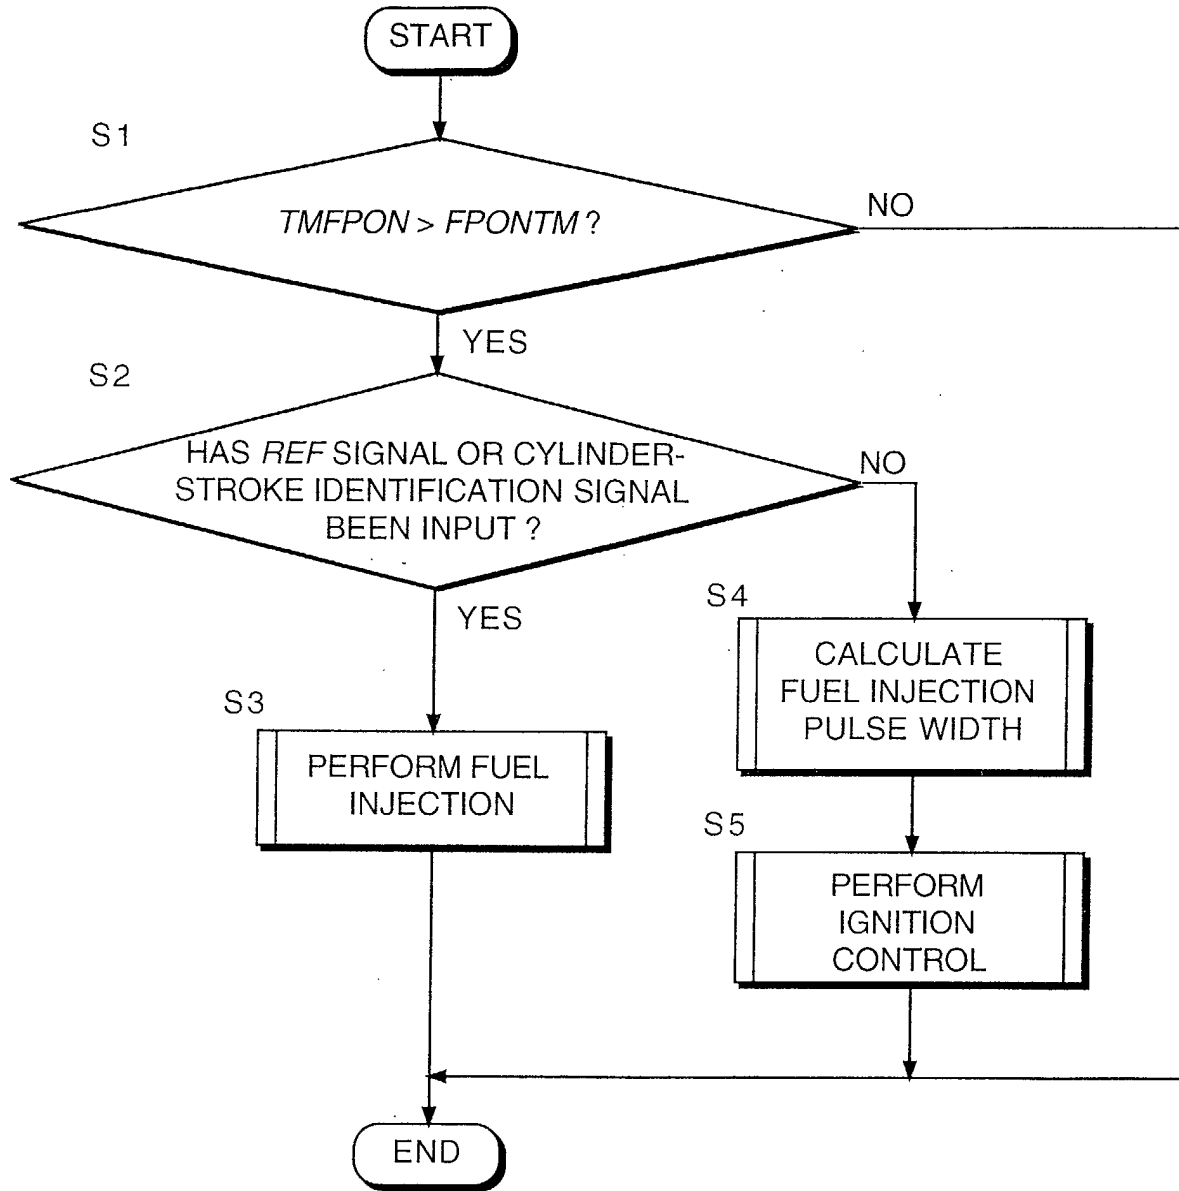 START
S1
TMFPON > FPONTM ?
NO
YES
S2
HAS REF SIGNAL OR CYLINDER-
STROKE IDENTIFICATION SIGNAL
BEEN INPUT ?
NO
YES
S4
CALCULATE
FUEL INJECTION
PULSE WIDTH
S3
PERFORM FUEL
INJECTION
S5
PERFORM
IGNITION
CONTROL
END